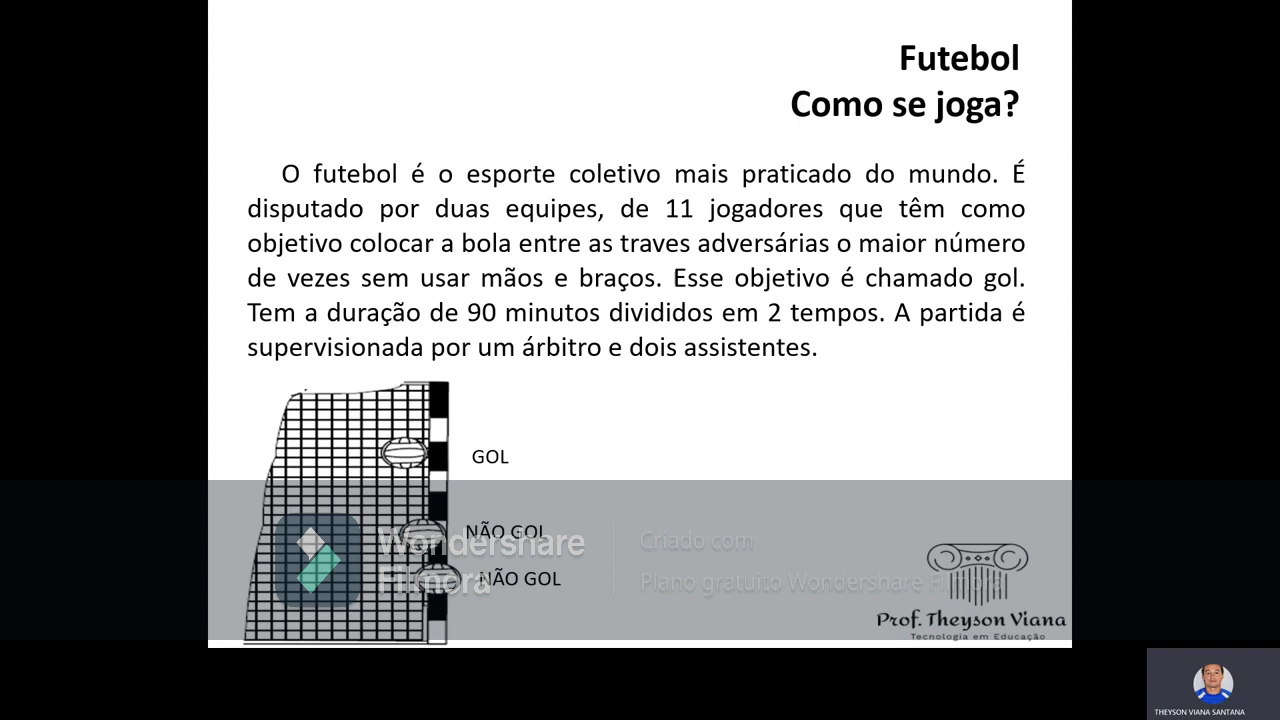 Futebol
Como se joga?
O futebol é o esporte coletivo mais praticado do mundo. É
disputado por duas equipes, de 11 jogadores que têm como
objetivo colocar a bola entre as traves adversárias o maior número
de vezes sem usar mãos e braços. Esse objetivo é chamado gol.
Tem a duração de 90 minutos divididos em 2 tempos. A partida é
supervisionada por um árbitro e dois assistentes.
GOL
NÃO GOL
NÃO GOL
Wondershare
Filmora
Criado com
Plano gratuito Wondershare Filmora
Prof. Theyson Viana
Tecnologia em Educação
THEYSON VIANA SANTANA